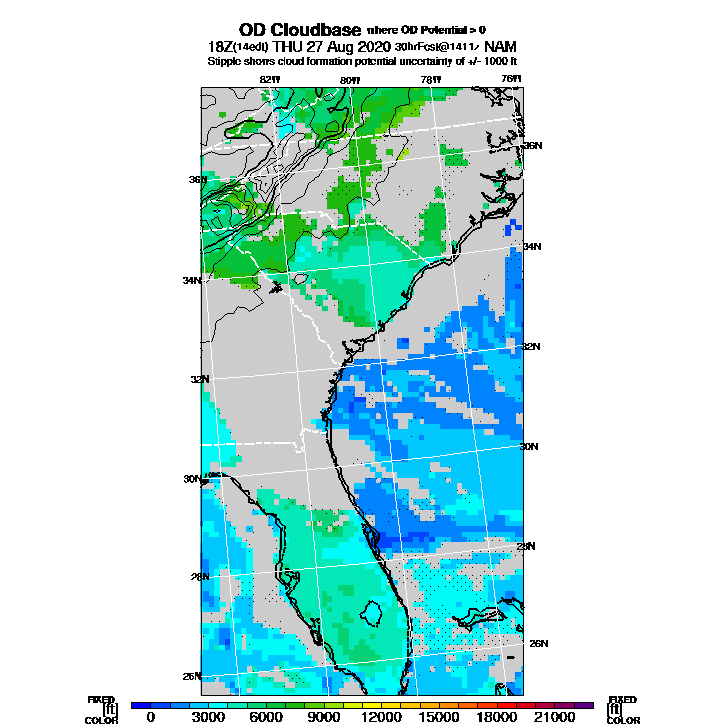 OD Cloudbase where OD Potential > 0
18Z(14edt) THU 27 Aug 2020 30hrFcst@1411z NAM
Stipple shows cloud formation potential uncertainty of +/- 1000 ft
82W 80W 78W 76W
36N
36N
34N
34N
32N
32N
30N
30N
28N
28N
26N
26N
FIXED FIXED
[ft] [ft]
COLOR COLOR
0 3000 6000 9000 12000 15000 18000 21000